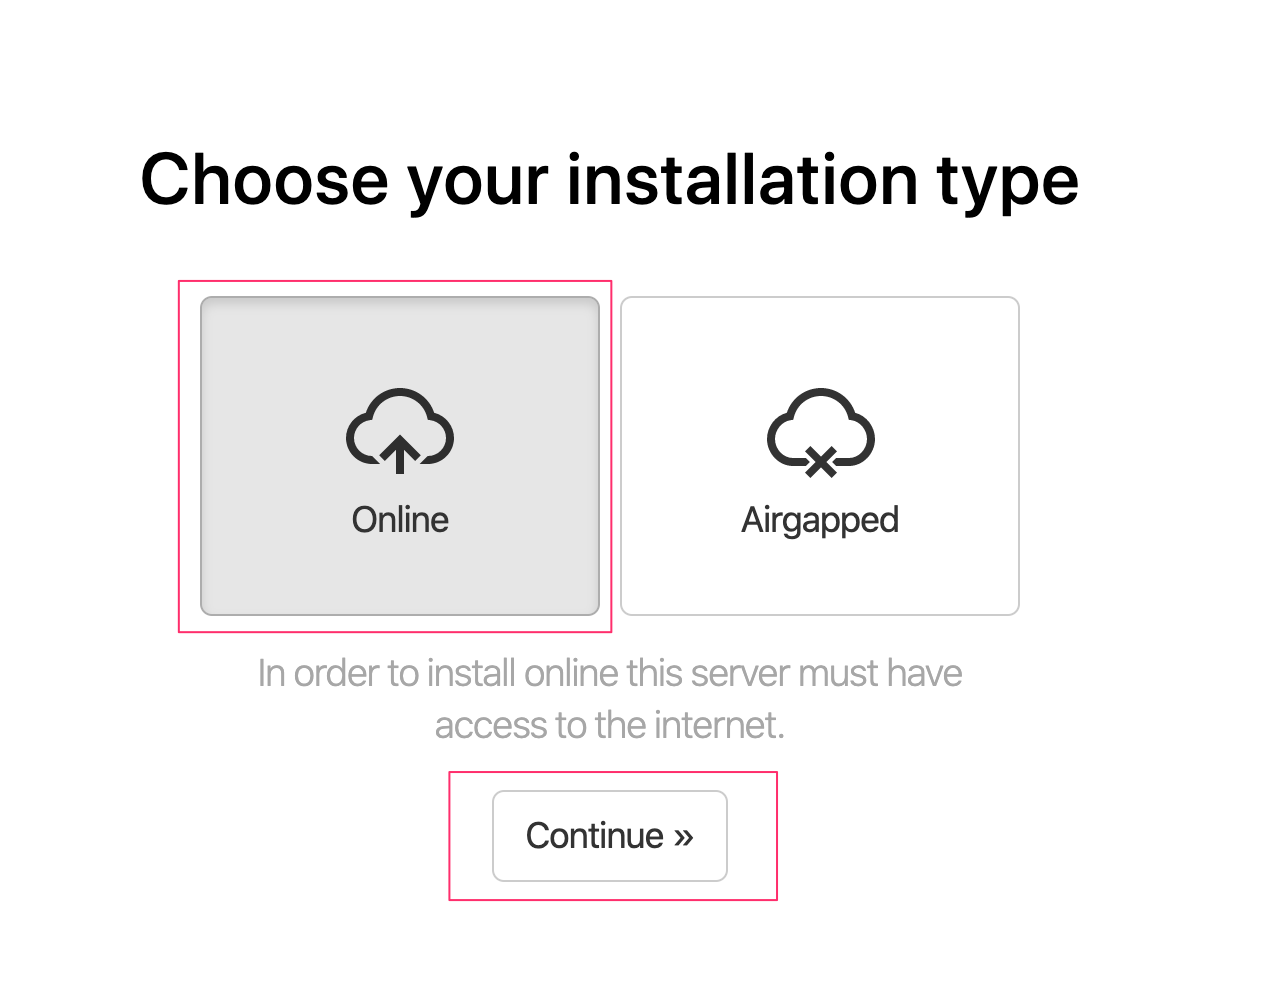 Choose your installation type
Online
Airgapped
In order to install online this server must have
access to the internet.
Continue »